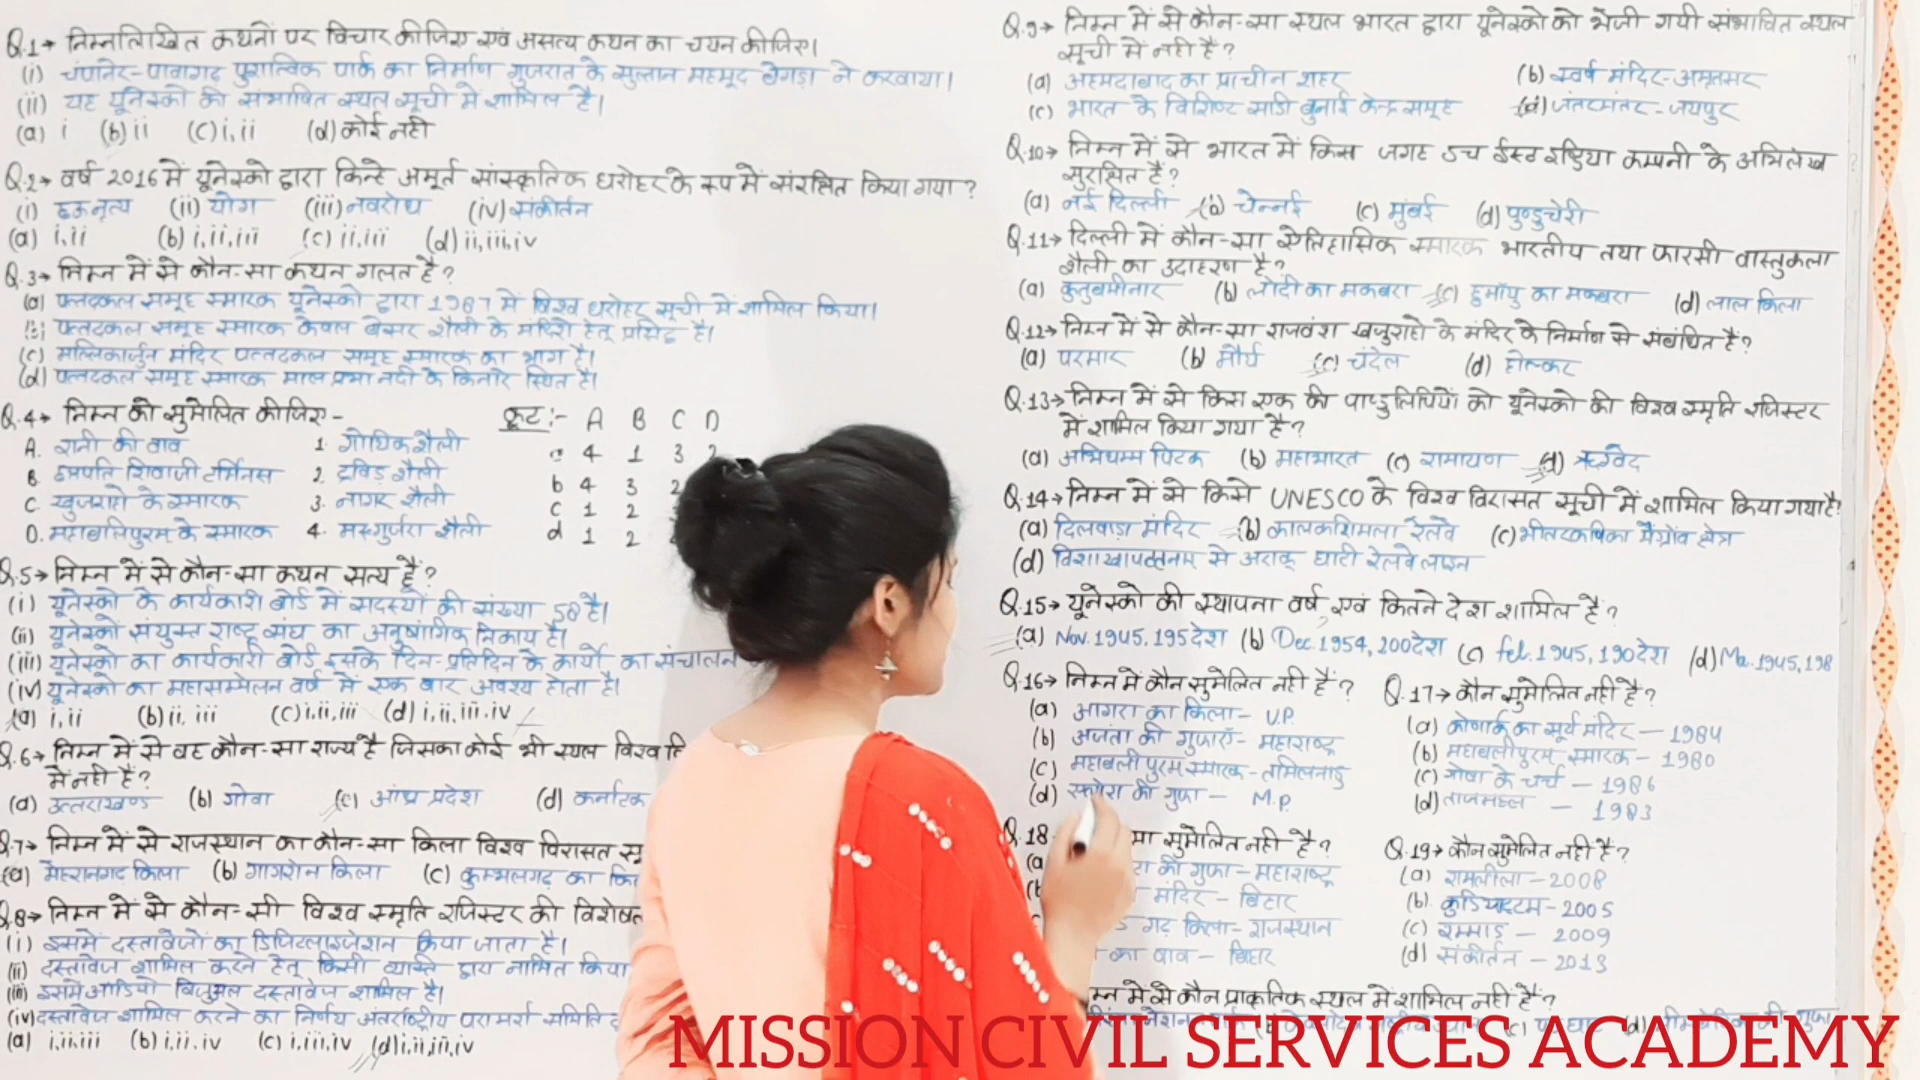 Q.1→ निम्नलिखित कथनों पर विचार कीजिए एवं असत्य कथन का चयन कीजिए।
(i) चंपानेर-पावागढ़ पुरातत्विक पार्क का निर्माण गुजरात के सुल्तान महमूद बेगड़ा ने करवाया।
(ii) यह यूनेस्को की संभावित स्थल सूची में शामिल है।
(a) i (b) ii (c) i, ii (d) कोई नही
Q.2→ वर्ष 2016 में यूनेस्को द्वारा किन्हे अमूर्त सांस्कृतिक धरोहर के रूप में संरक्षित किया गया?
(i) छऊ नृत्य (ii) योग (iii) नवरोध (iv) संकीर्तन
(a) i,ii (b) i,ii,iii (c) ii,iii (d) ii,iii,iv
Q.3→ निम्न में से कौन-सा कथन गलत है?
(a) पत्तदकल समूह स्मारक यूनेस्को द्वारा 1987 में विश्व धरोहर सूची में शामिल किया।
(b) पत्तदकल समूह स्मारक केवल बेसर शैली के मंदिरो हेतू प्रसिद्ध है।
(c) मल्लिकार्जुन मंदिर पत्तदकल समूह स्मारक का भाग है।
(d) पत्तदकल समूह स्मारक मालप्रभा नदी के किनारे स्थित है।
Q.4→ निम्न को सुमेलित कीजिए - कूट:- A B C D
A. रानी की वाव 1. गोथिक शैली a 4 1 3 2
B. छत्रपति शिवाजी टर्मिनस 2. द्रविड़ शैली b 4 3 2
C. खुजराहो के स्मारक 3. नागर शैली c 1 2
D. महाबलिपुरम के स्मारक 4. मरुगुर्जरा शैली d 1 2
Q.5→ निम्न में से कौन-सा कथन सत्य है?
(i) यूनेस्को के कार्यकारी बोर्ड में सदस्यों की संख्या 58 है।
(ii) यूनेस्को संयुक्त राष्ट्र संघ का अनुषांगिक निकाय है।
(iii) यूनेस्को का कार्यकारी बोर्ड इसके दिन-प्रतिदिन के कार्यो का संचालन
(iv) यूनेस्को का महासम्मेलन वर्ष में एक बार अवश्य होता है।
(a) i, ii (b) ii, iii (c) i,ii,iii (d) i,ii,iii,iv
Q.6→ निम्न में से वह कौन-सा राज्य है जिसका कोई भी स्थल विश्व
में नही है?
(a) उत्तराखण्ड (b) गोवा (c) आंध्र प्रदेश (d) कर्नाटक
Q.7→ निम्न में से राजस्थान का कौन-सा किला विश्व विरासत सू
(a) मेहरानगढ किला (b) गागरोन किला (c) कुम्भलगढ़ का कि
Q.8→ निम्न में से कौन-सी विश्व स्मृति रजिस्टर की विशेषत
(i) इसमें दस्तावेजों का डिजिटलाइजेशन किया जाता है।
(ii) दस्तावेज शामिल करने हेतू किसी व्यक्ति द्वारा नामित किया
(iii) इसमें ऑडियो विजुअल दस्तावेज शामिल है।
(iv) दस्तावेज शामिल करने का निर्णय अंतर्राष्ट्रीय परामर्श समिति
(a) i,ii,iii (b) i,ii,iv (c) i,iii,iv (d) i,ii,iii,iv
Q.9→ निम्न में से कौन-सा स्थल भारत द्वारा यूनेस्को को भेजी गयी संभावित स्थल
सूची में नही है?
(a) अहमदाबाद का प्राचीन शहर (b) स्वर्ण मंदिर-अमृतसर
(c) भारत के विशिष्ट साडी बुनाई केन्द्र समूह (d) जंतरमंतर-जयपुर
Q.10→ निम्न में से भारत में किस जगह डच ईस्ट इण्डिया कम्पनी के अभिलेख
सुरक्षित है?
(a) नई दिल्ली (b) चेन्नई (c) मुंबई (d) पुण्डुचेरी
Q.11→ दिल्ली में कौन-सा ऐतिहासिक स्मारक भारतीय तथा फारसी वास्तुकला
शैली का उदाहरण है?
(a) कुतुबमीनार (b) लोदी का मकबरा (c) हुमाँयु का मकबरा (d) लाल किला
Q.12→ निम्न में से कौन-सा राजवंश खजुराहो के मंदिर के निर्माण से संबंधित है?
(a) परमार (b) मौर्य (c) चंदेल (d) होल्कर
Q.13→ निम्न में से किस एक की पाण्डुलिपियों को यूनेस्को की विश्व स्मृति रजिस्टर
में शामिल किया गया है?
(a) अभिधम्म पिटक (b) महाभारत (c) रामायण (d) ऋग्वेद
Q.14→ निम्न में से किसे UNESCO के विश्व विरासत सूची में शामिल किया गया है?
(a) दिलवाड़ा मंदिर (b) कालकाशिमला रेलवे (c) भीतरकणिका मैंग्रोव क्षेत्र
(d) विशाखापट्टनम से अराकू घाटी रेलवे लाइन
Q.15→ यूनेस्को की स्थापना वर्ष एवं कितने देश शामिल है?
(a) Nov. 1945, 195 देश (b) Dec. 1954, 200 देश (c) feb. 1945, 190 देश (d) Ma. 1945, 198
Q.16→ निम्न में कौन सुमेलित नही है?
(a) आगरा का किला - U.P.
(b) अजंता की गुफाएँ - महाराष्ट्र
(c) महाबलीपुरम स्मारक - तमिलनाडु
(d) की गुफा - M.P.
Q.17→ कौन सुमेलित नही है?
(a) कोणार्क का सूर्य मंदिर - 1984
(b) महाबलीपुरम स्मारक - 1980
(c) गोवा के चर्च - 1986
(d) ताजमहल - 1983
Q.18 सा सुमेलित नही है?
(a की गुफा - महाराष्ट्र
(b मंदिर - बिहार
गढ़ किला - राजस्थान
का वाव - बिहार
Q.19→ कौन सुमेलित नही है?
(a) रामलीला - 2008
(b) कुडियट्टम - 2005
(c) रम्माड़ - 2009
(d) संकीर्तन - 2013
म्न में से कौन प्राकृतिक स्थल में शामिल नही है?
MISSION CIVIL SERVICES ACADEMY